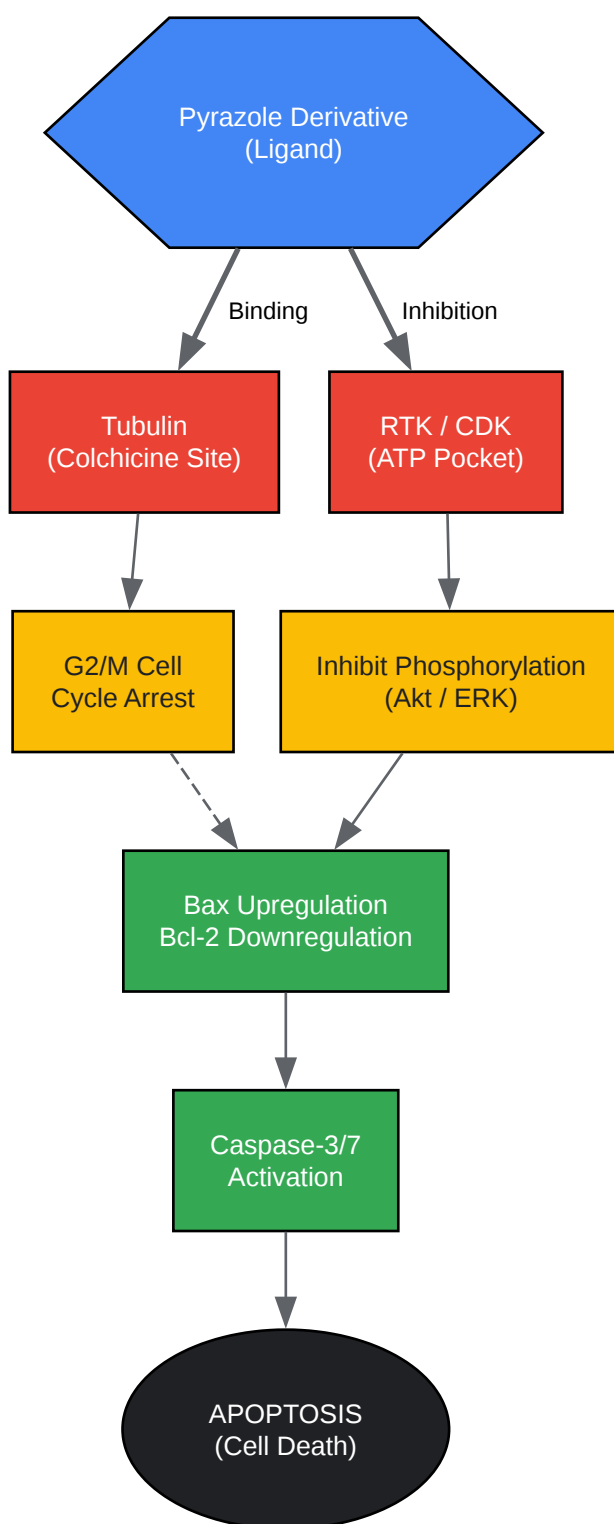 Pyrazole Derivative
(Ligand)
Binding
Inhibition
Tubulin
(Colchicine Site)
RTK / CDK
(ATP Pocket)
G2/M Cell
Cycle Arrest
Inhibit Phosphorylation
(Akt / ERK)
Bax Upregulation
Bcl-2 Downregulation
Caspase-3/7
Activation
APOPTOSIS
(Cell Death)